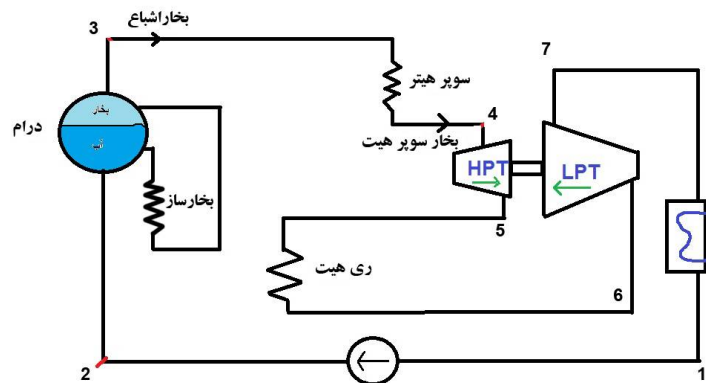 3
بخاراشباع
7
سوپر هیتر
بخار
درام
آب
4
بخار سوپر هیت
HPT
LPT
بخارساز
5
ری هیت
6
2
1